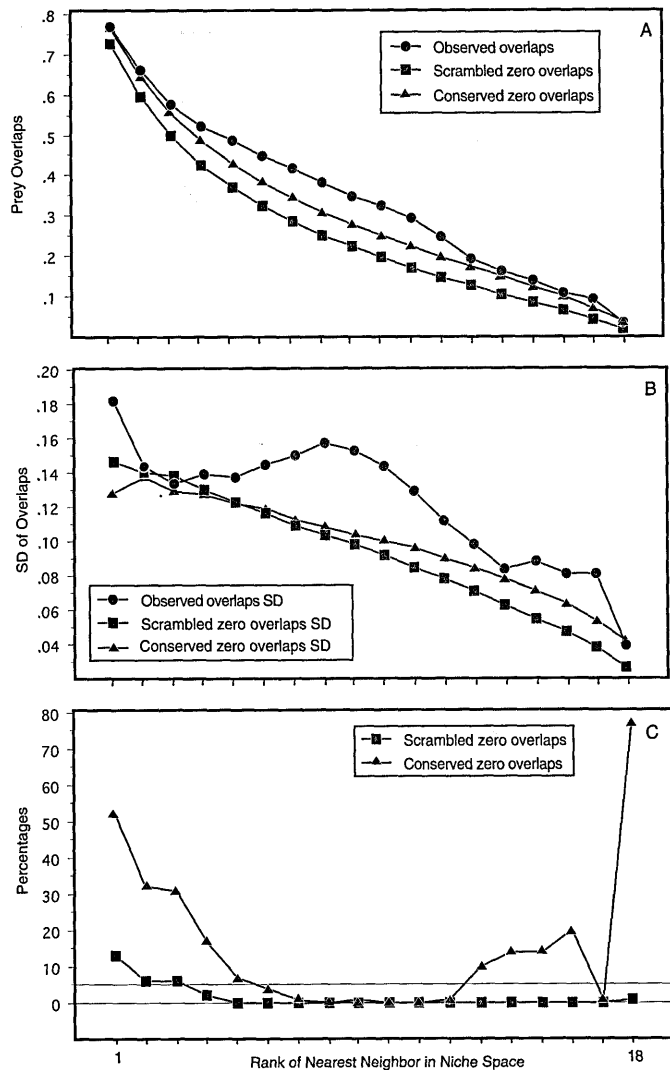 A
.8
.7
.6
.5
.4
.3
.2
.1
Prey Overlaps
Observed overlaps
Scrambled zero overlaps
Conserved zero overlaps
B
.20
.18
.16
.14
.12
.10
.08
.06
.04
SD of Overlaps
Observed overlaps SD
Scrambled zero overlaps SD
Conserved zero overlaps SD
C
80
70
60
50
40
30
20
10
0
Percentages
Scrambled zero overlaps
Conserved zero overlaps
1
18
Rank of Nearest Neighbor in Niche Space